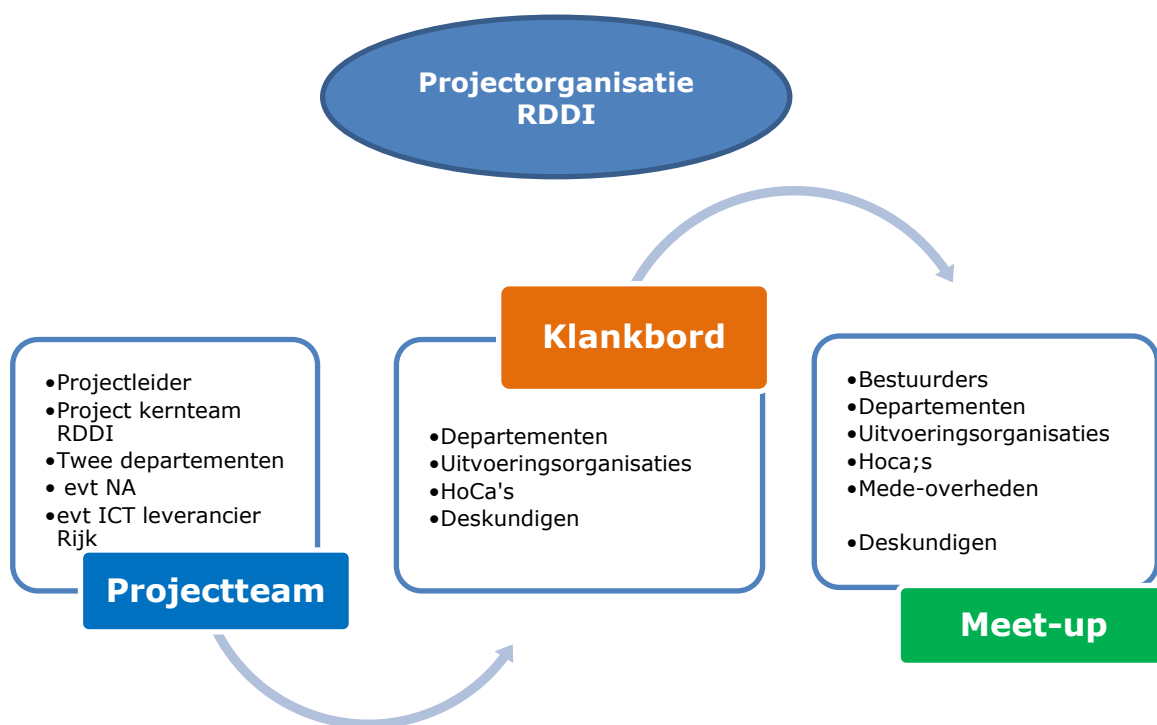 Projectorganisatie
RDDI
•Projectleider
•Project kernteam
RDDI
•Twee departementen
• evt NA
•evt ICT leverancier
Rijk
Projectteam
Klankbord
•Departementen
•Uitvoeringsorganisaties
•HoCa's
•Deskundigen
•Bestuurders
•Departementen
•Uitvoeringsorganisaties
•Hoca;s
•Mede-overheden
•Deskundigen
Meet-up